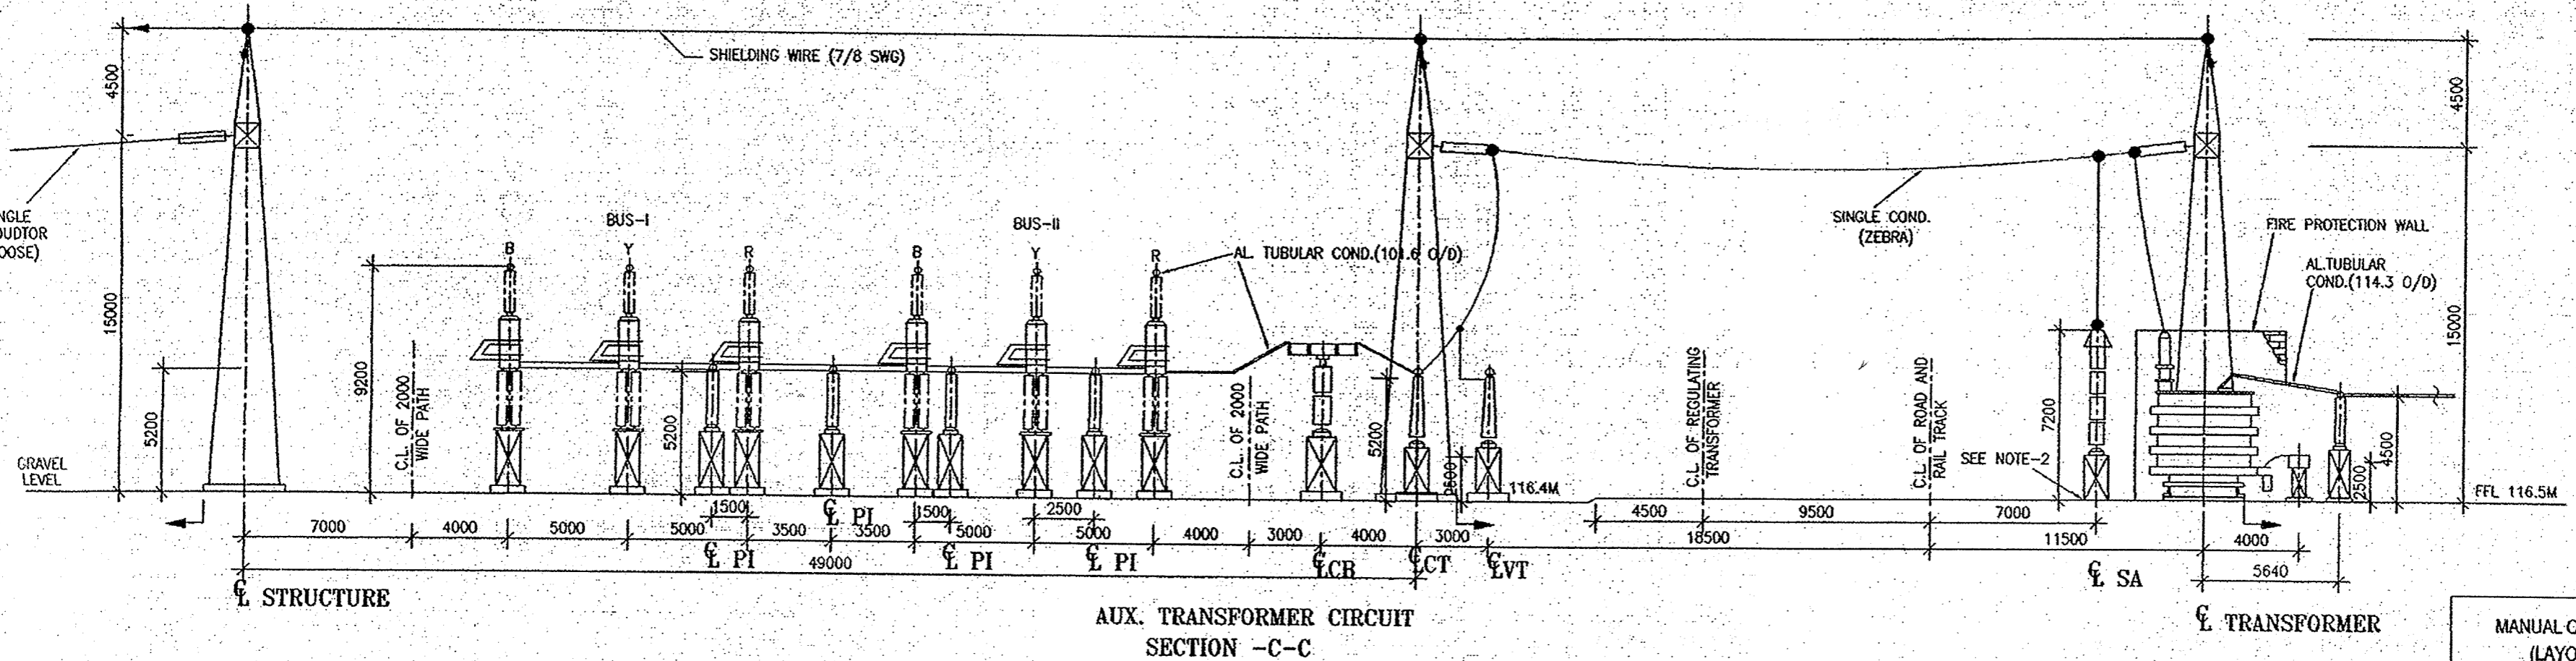 SHIELDING WIRE (7/8 SWG)
4500
4500
NGLE
OUDTOR
OOSE)
BUS-I
BUS-II
B
Y
R
B
Y
R
AL. TUBULAR COND.(101.6 O/D)
SINGLE COND.
(ZEBRA)
FIRE PROTECTION WALL
AL.TUBULAR
COND.(114.3 O/D)
15000
15000
9200
5200
C.L. OF 2000
WIDE PATH
5200
C.L. OF 2000
WIDE PATH
5200
C.L. OF REGULATING
TRANSFORMER
C.L. OF ROAD AND
RAIL TRACK
7200
SEE NOTE-2
2500
4500
GRAVEL
LEVEL
116.4M
FFL 116.5M
1500
℄ PI
1500
2500
4500
9500
7000
7000
4000
5000
5000
3500
3500
5000
5000
4000
3000
4000
3000
18500
11500
4000
℄ PI
49000
℄ PI
℄ PI
℄CB
℄CT
℄VT
℄ SA
5640
℄ STRUCTURE
AUX. TRANSFORMER CIRCUIT
SECTION -C-C
℄ TRANSFORMER
MANUAL
(LAYO